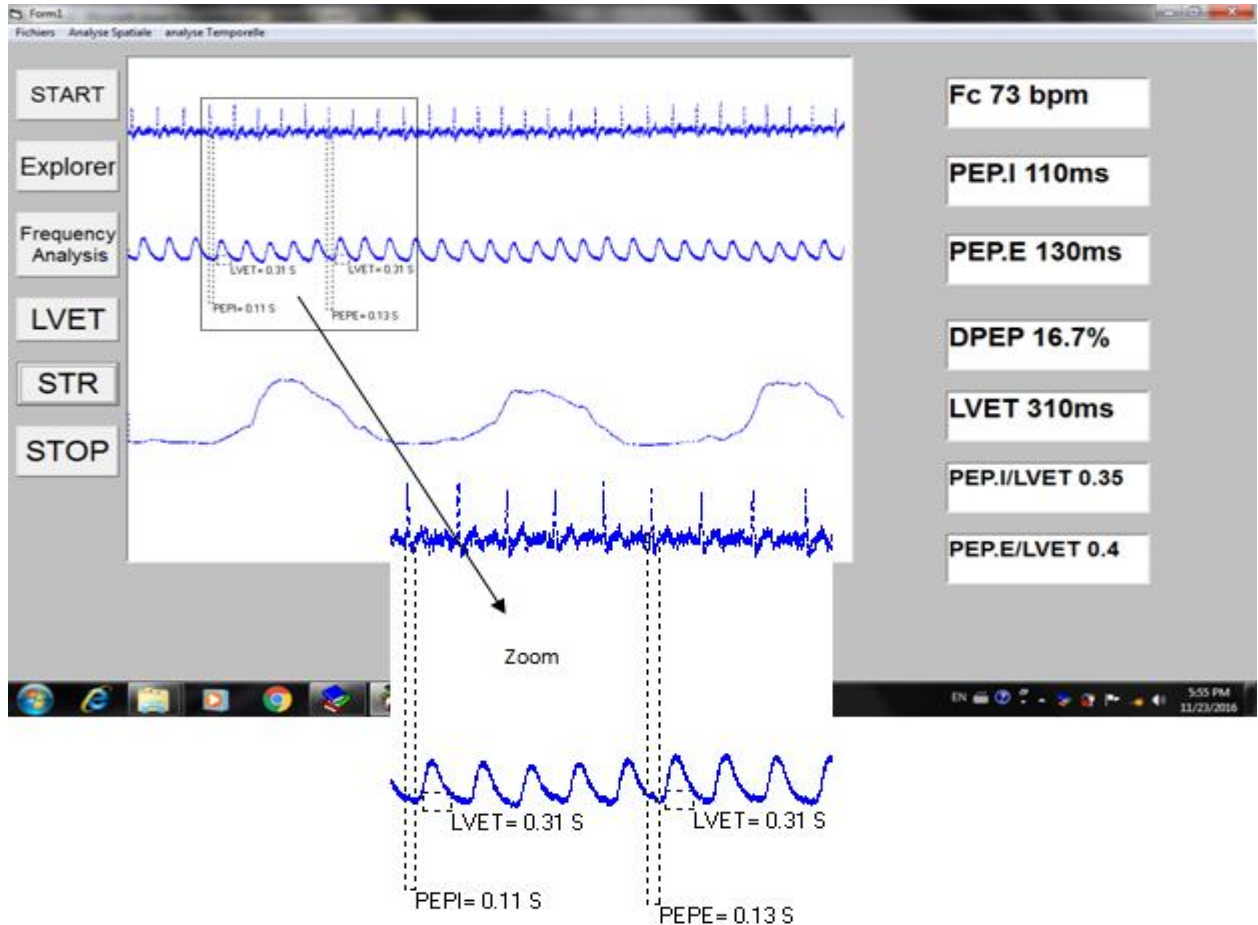 Form1
Fichiers Analyse Spatiale analyse Temporelle
START
Explorer
Frequency
Analysis
LVET
STR
STOP
LVET= 0.31 S
LVET= 0.31 S
PEPI= 0.11 S
PEPE= 0.13 S
Fc 73 bpm
PEP.I 110ms
PEP.E 130ms
DPEP 16.7%
LVET 310ms
PEP.I/LVET 0.35
PEP.E/LVET 0.4
Zoom
EN
5:55 PM
11/23/2016
LVET= 0.31 S
LVET= 0.31 S
PEPI= 0.11 S
PEPE= 0.13 S